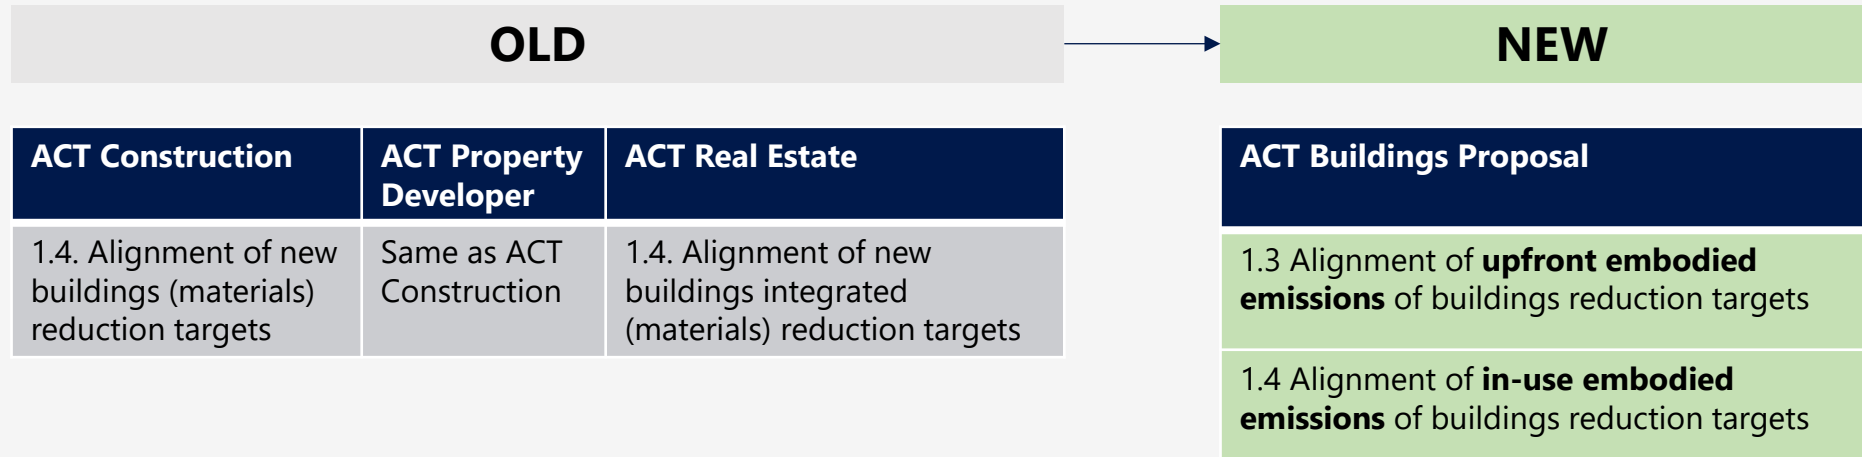 OLD
NEW
ACT Construction
ACT Property
Developer
ACT Real Estate
1.4. Alignment of new
buildings (materials)
reduction targets
Same as ACT
Construction
1.4. Alignment of new
buildings integrated
(materials) reduction targets
ACT Buildings Proposal
1.3 Alignment of upfront embodied
emissions of buildings reduction targets
1.4 Alignment of in-use embodied
emissions of buildings reduction targets